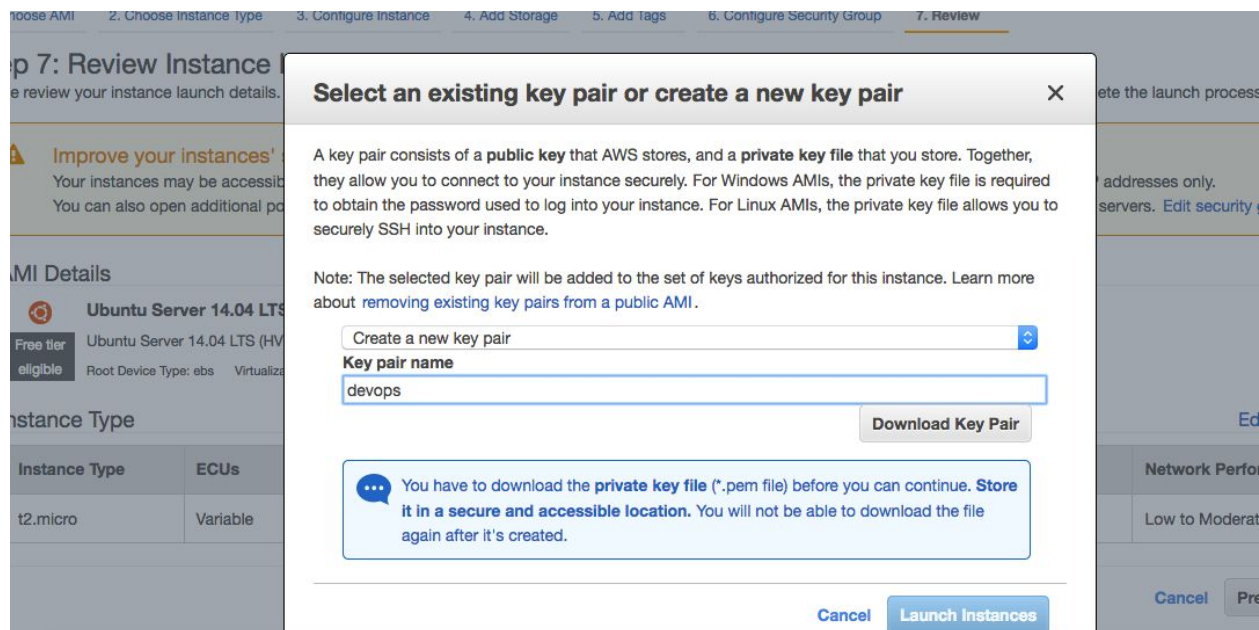 hoose AMI 2. Choose Instance Type 3. Configure Instance 4. Add Storage 5. Add Tags 6. Configure Security Group 7. Review
ep 7: Review Instance
e review your instance launch details.
ete the launch process
Improve your instances'
Your instances may be accessib
addresses only.
You can also open additional po
servers. Edit security
Select an existing key pair or create a new key pair ×
A key pair consists of a public key that AWS stores, and a private key file that you store. Together,
they allow you to connect to your instance securely. For Windows AMIs, the private key file is required
to obtain the password used to log into your instance. For Linux AMIs, the private key file allows you to
securely SSH into your instance.
Note: The selected key pair will be added to the set of keys authorized for this instance. Learn more
about removing existing key pairs from a public AMI.
Create a new key pair
Key pair name
devops
Download Key Pair
You have to download the private key file (*.pem file) before you can continue. Store
it in a secure and accessible location. You will not be able to download the file
again after it's created.
Cancel Launch Instances
AMI Details
Ubuntu Server 14.04 LTS
Free tier
eligible
Ubuntu Server 14.04 LTS (HV
Root Device Type: ebs Virtualiza
nstance Type
Ed
Instance Type ECUs
Network Perfor
t2.micro Variable
Low to Moderat
Cancel Pre